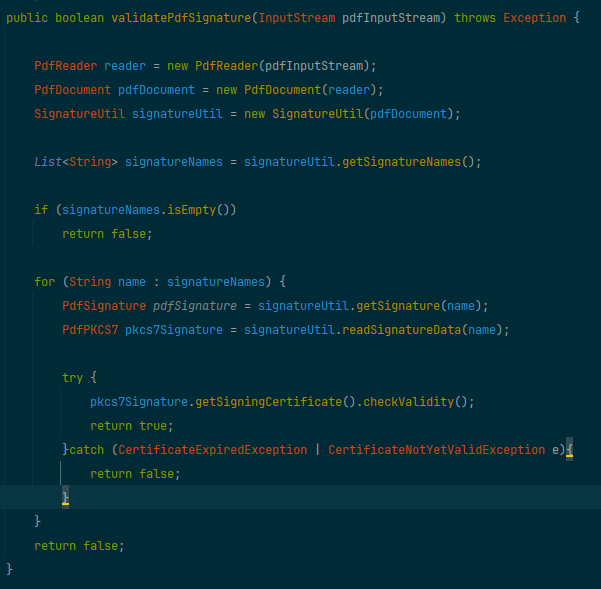 public boolean validatePdfSignature(InputStream pdfInputStream) throws Exception {
PdfReader reader = new PdfReader(pdfInputStream);
PdfDocument pdfDocument = new PdfDocument(reader);
SignatureUtil signatureUtil = new SignatureUtil(pdfDocument);
List<String> signatureNames = signatureUtil.getSignatureNames();
if (signatureNames.isEmpty())
return false;
for (String name : signatureNames) {
PdfSignature pdfSignature = signatureUtil.getSignature(name);
PdfPKCS7 pkcs7Signature = signatureUtil.readSignatureData(name);
try {
pkcs7Signature.getSigningCertificate().checkValidity();
return true;
}catch (CertificateExpiredException | CertificateNotYetValidException e){
return false;
}
}
return false;
}